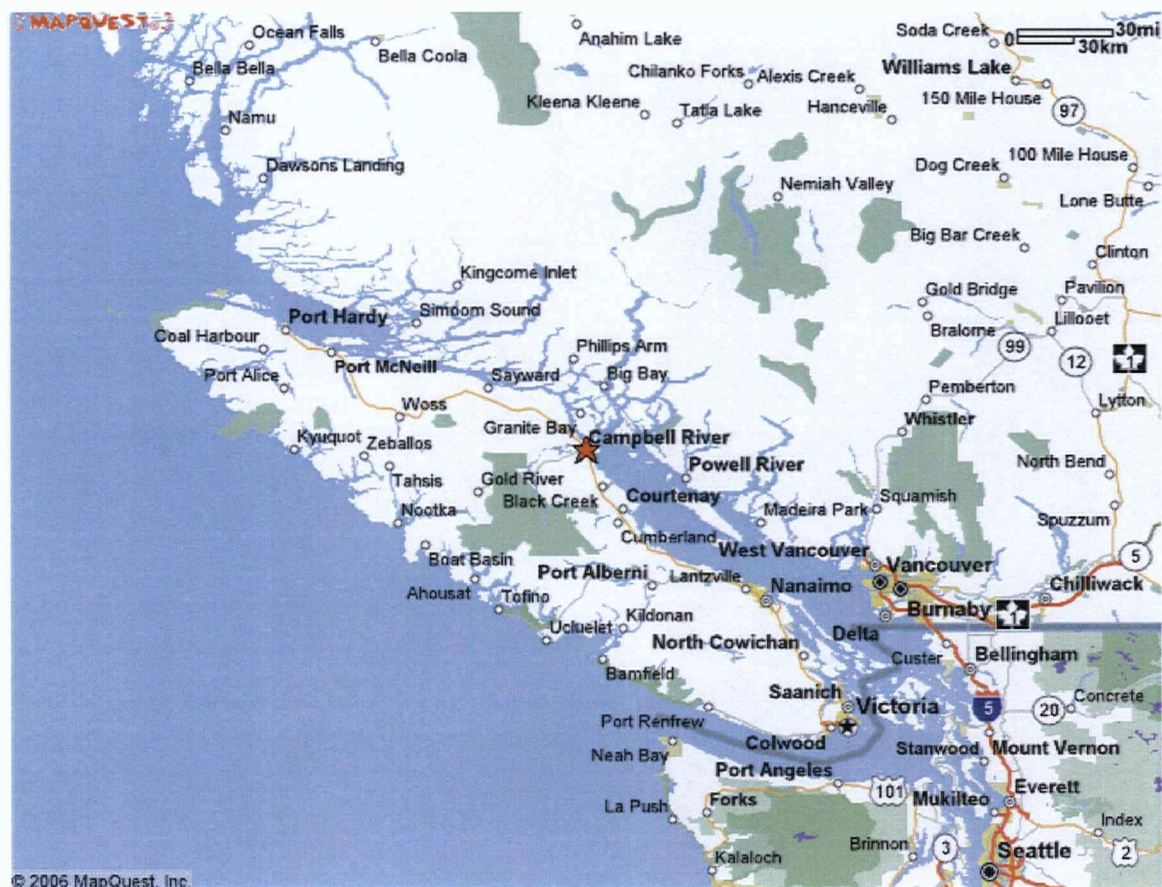 MAPQUEST
Ocean Falls
Bella Coola
Bella Bella
Namu
Dawsons Landing
Anahim Lake
Chilanko Forks
Alexis Creek
Kleena Kleene
Tatla Lake
Hanceville
Soda Creek
0
30mi
30km
Williams Lake
150 Mile House
97
100 Mile House
Dog Creek
Lone Butte
Nemiah Valley
Big Bar Creek
Clinton
Kingcome Inlet
Simoom Sound
Gold Bridge
Pavilion
Bralorne
Lillooet
99
12
1
Port Hardy
Coal Harbour
Port McNeill
Port Alice
Phillips Arm
Sayward
Big Bay
Woss
Granite Bay
Campbell River
Pemberton
Lytton
Whistler
Kyuquot
Zeballos
Tahsis
Gold River
Black Creek
Powell River
Courtenay
North Bend
Squamish
Madeira Park
Spuzzum
Nootka
Cumberland
Boat Basin
West Vancouver
Vancouver
5
Port Alberni
Lantzville
Nanaimo
Chilliwack
Ahousat
Tofino
Burnaby
1
Kildonan
Ucluelet
Delta
North Cowichan
Custer
Bellingham
Bamfield
Saanich
Victoria
5
20
Concrete
Port Renfrew
Colwood
Stanwood
Mount Vernon
Neah Bay
Port Angeles
101
Everett
La Push
Forks
Mukilteo
Index
Brinnon
3
2
Kalaloch
Seattle
© 2006 MapQuest, Inc.